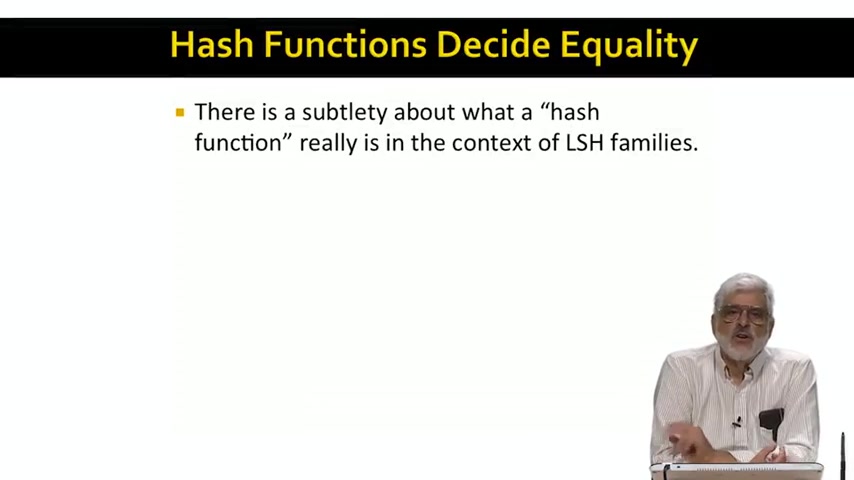 Hash Functions Decide Equality
There is a subtlety about what a “hash
function” really is in the context of LSH families.